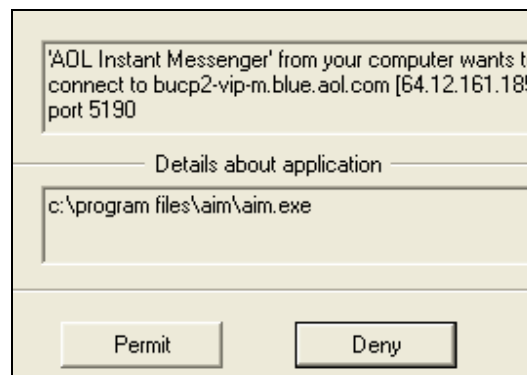 'AOL Instant Messenger' from your computer wants
connect to bucp2-vip-m.blue.aol.com [64.12.161.185
port 5190
Details about application
c:\program files\aim\aim.exe
Permit
Deny